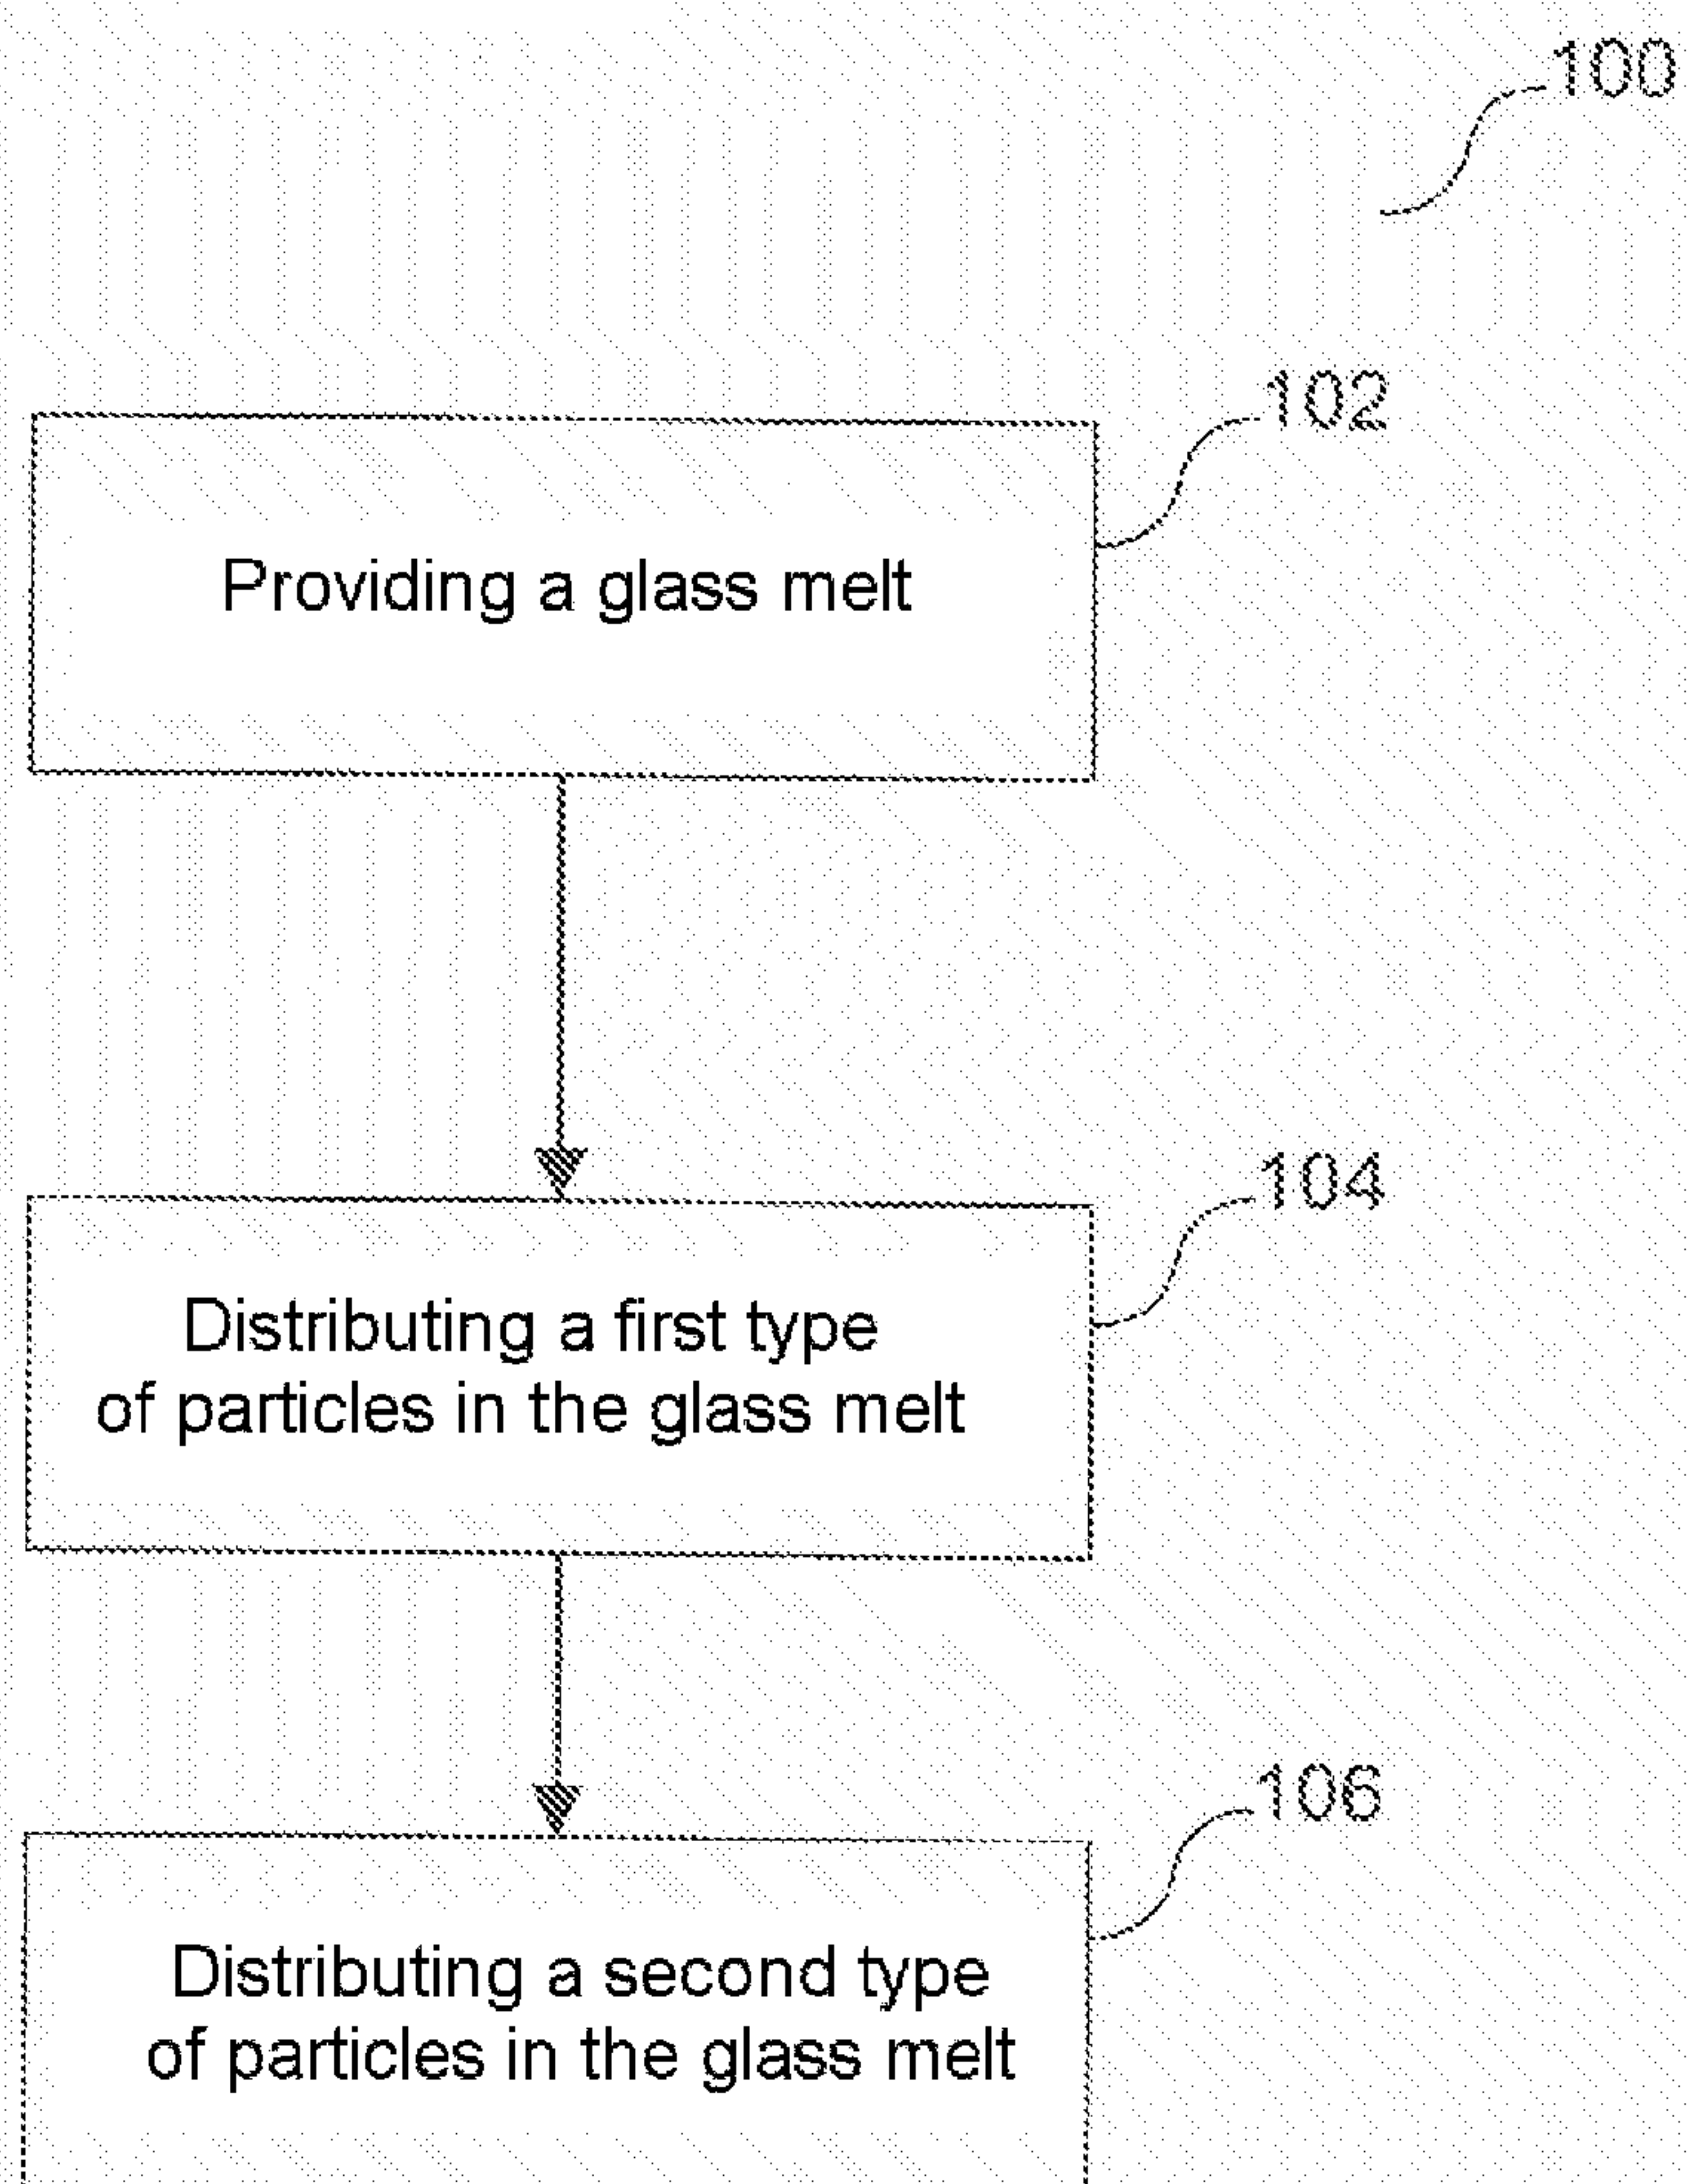 100
102
Providing a glass melt
104
Distributing a first type
of particles in the glass melt
106
Distributing a second type
of particles in the glass melt